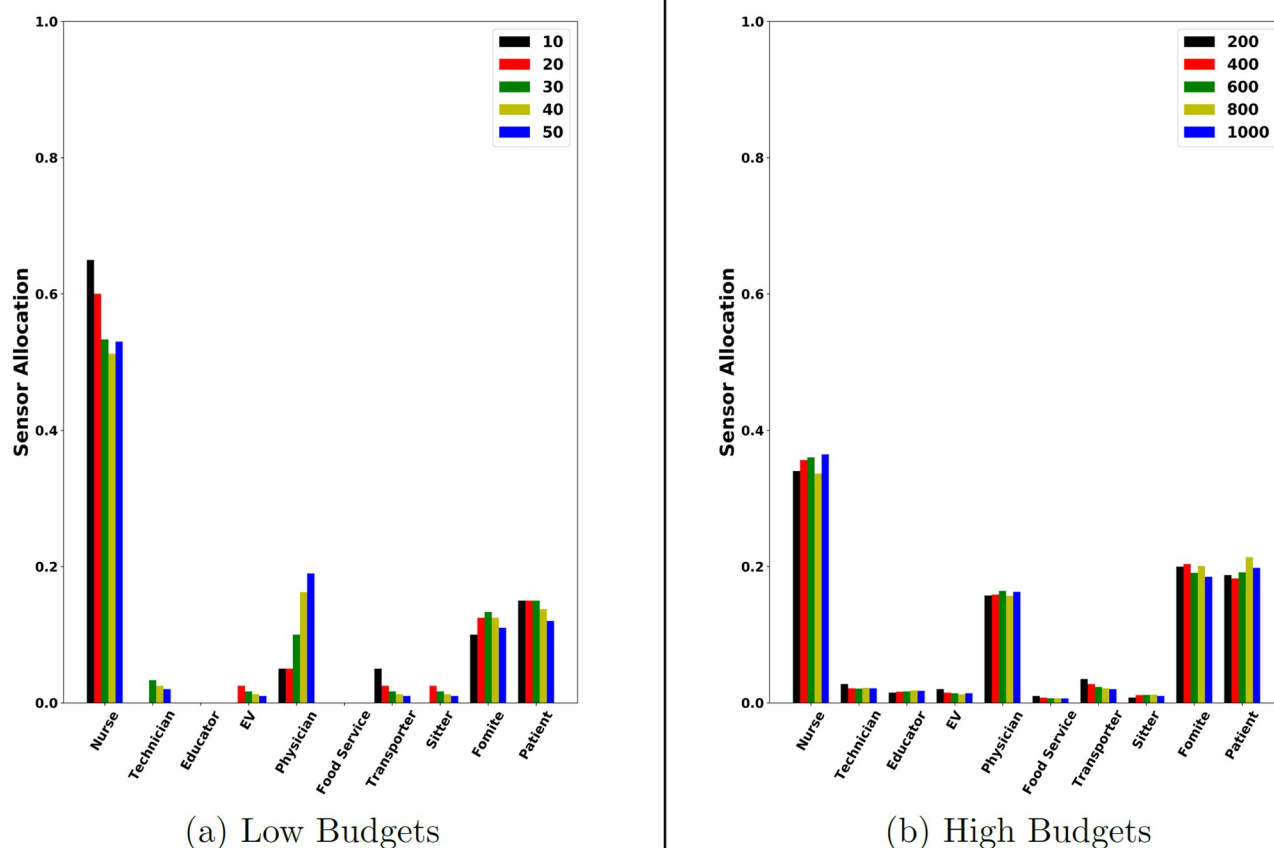 1.0
0.8
0.6
0.4
0.2
0.0
Sensor Allocation
10
20
30
40
50
Nurse
Technician
Educator
EV
Physician
Food Service
Transporter
Sitter
Fomite
Patient
(a) Low Budgets
1.0
0.8
0.6
0.4
0.2
0.0
Sensor Allocation
200
400
600
800
1000
Nurse
Technician
Educator
EV
Physician
Food Service
Transporter
Sitter
Fomite
Patient
(b) High Budgets